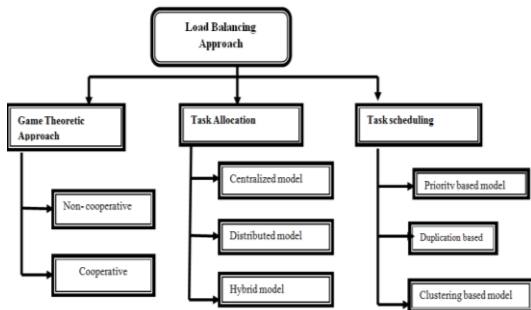 Load Balancing
Approach
Game Theoretic
Approach
Task Allocation
Task scheduling
Non- cooperative
Cooperative
Centralized model
Distributed model
Hybrid model
Priority based model
Duplication based
Clustering based model